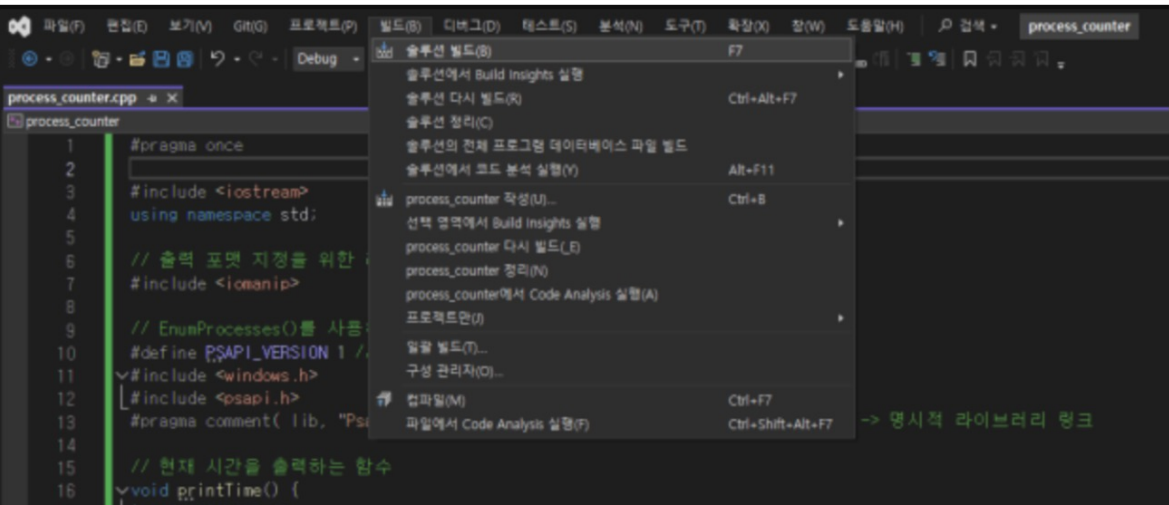 파일(F) 편집(E) 보기(V) Git(G) 프로젝트(P) 빌드(B) 디버그(D) 테스트(S) 분석(N) 도구(T) 확장(X) 창(W) 도움말(H) 검색 process_counter
Debug
process_counter.cpp
process_counter
솔루션 빌드(B) F7
솔루션에서 Build Insights 실행
솔루션 다시 빌드(R) Ctrl+Alt+F7
솔루션 정리(C)
솔루션의 전체 프로그램 데이터베이스 파일 빌드
솔루션에서 코드 분석 실행(Y) Alt+F11
process_counter 작성(U)... Ctrl+B
선택 영역에서 Build Insights 실행
process_counter 다시 빌드(_E)
process_counter 정리(N)
process_counter에서 Code Analysis 실행(A)
프로젝트만(J)
일괄 빌드(T)...
구성 관리자(O)...
컴파일(M) Ctrl+F7
파일에서 Code Analysis 실행(F) Ctrl+Shift+Alt+F7
1 #pragma once
2
3 #include <iostream>
4 using namespace std;
5
6 // 출력 포맷 지정을 위한
7 #include <iomanip>
8
9 // EnumProcesses()를
10 #define PSAPI_VERSION 1 /
11 #include <windows.h>
12 #include <psapi.h>
13 #pragma comment( lib, "Ps -> 명시적 라이브러리 링크
14
15 // 현재 시간을 출력하는 함수
16 void printTime() {